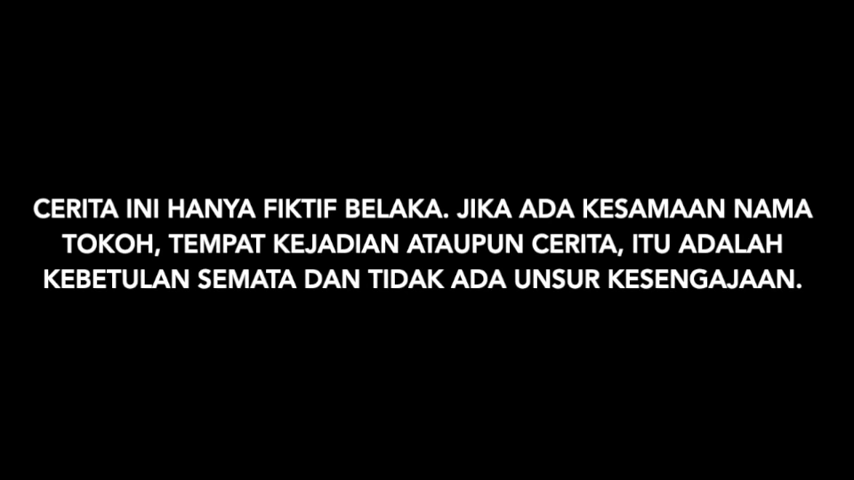 CERITA INI HANYA FIKTIF BELAKA. JIKA ADA KESAMAAN NAMA
TOKOH, TEMPAT KEJADIAN ATAUPUN CERITA, ITU ADALAH
KEBETULAN SEMATA DAN TIDAK ADA UNSUR KESENGAJAAN.